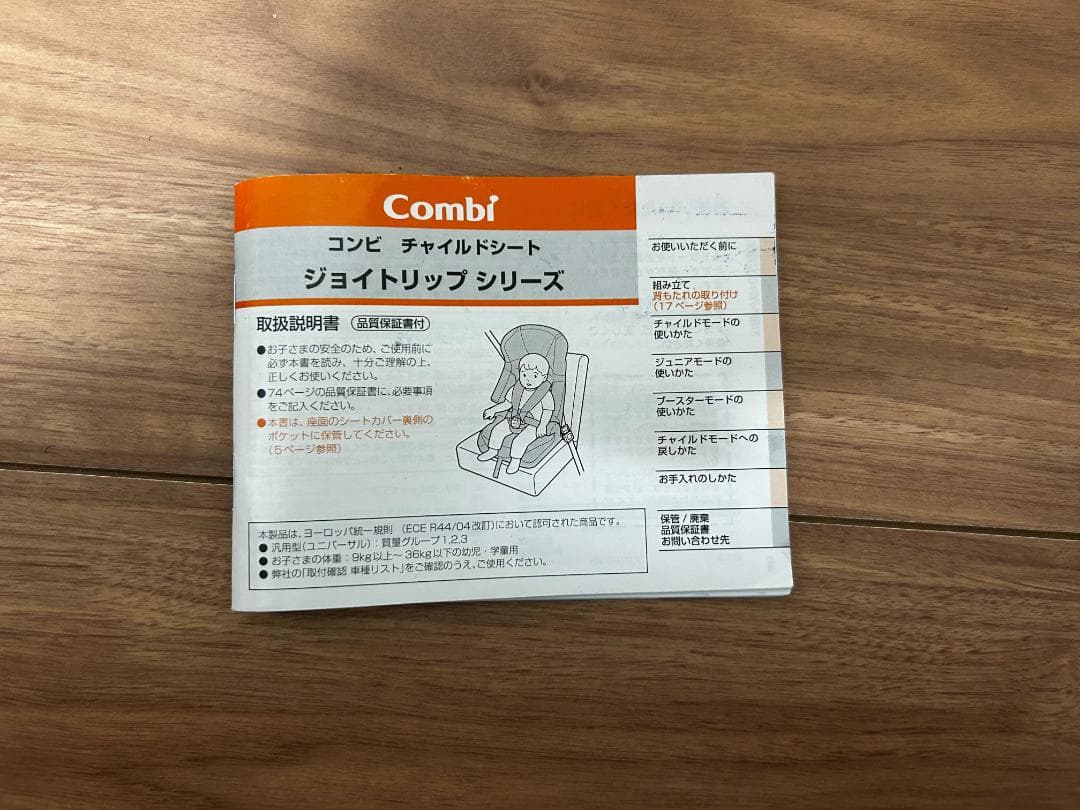 Combi
コンビ チャイルドシート
ジョイトリップ シリーズ
取扱説明書 品質保証書付
●お子さまの安全のため、ご使用前に
必ず本書を読み、十分ご理解の上、
正しくお使いください。
●74ページの品質保証書に、必要事項
をご記入ください。
●本書は、座面のシートカバー裏側の
ポケットに保管してください。
(5ページ参照)
本製品は、ヨーロッパ統一規則 (ECE R44/04改訂)において認可された商品です。
● 汎用型(ユニバーサル):質量グループ1,2,3
● お子さまの体重:9kg以上~36kg以下の幼児・学童用
● 弊社の「取付確認 車種リスト」をご確認のうえ、ご使用ください。
お使いいただく前に
組み立て
背もたれの取り付け
(17ページ参照)
チャイルドモードの
使いかた
ジュニアモードの
使いかた
ブースターモードの
使いかた
チャイルドモードへの
戻しかた
お手入れのしかた
保管/廃棄
品質保証書
お問い合わせ先